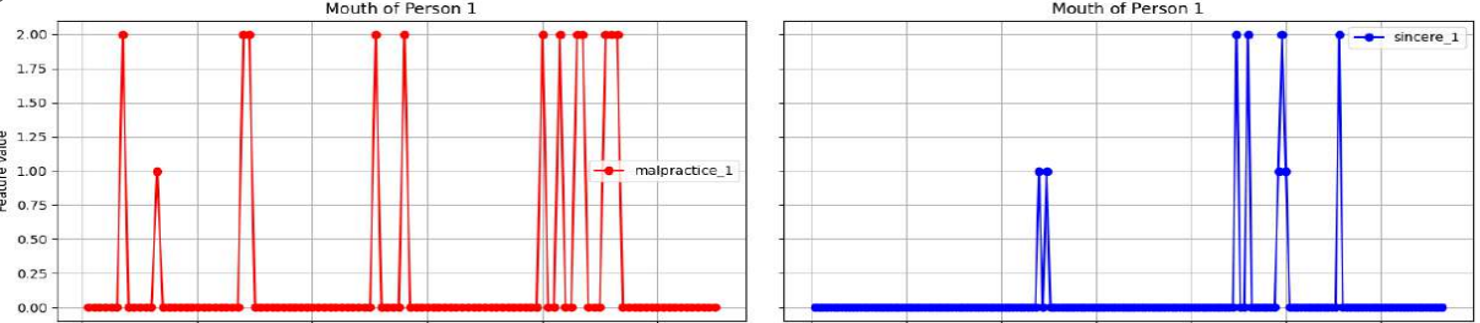 Mouth of Person 1
Mouth of Person 1
2.00
1.75
1.50
1.25
1.00
0.75
0.50
0.25
0.00
Feature Value
malpractice_1
sincere_1